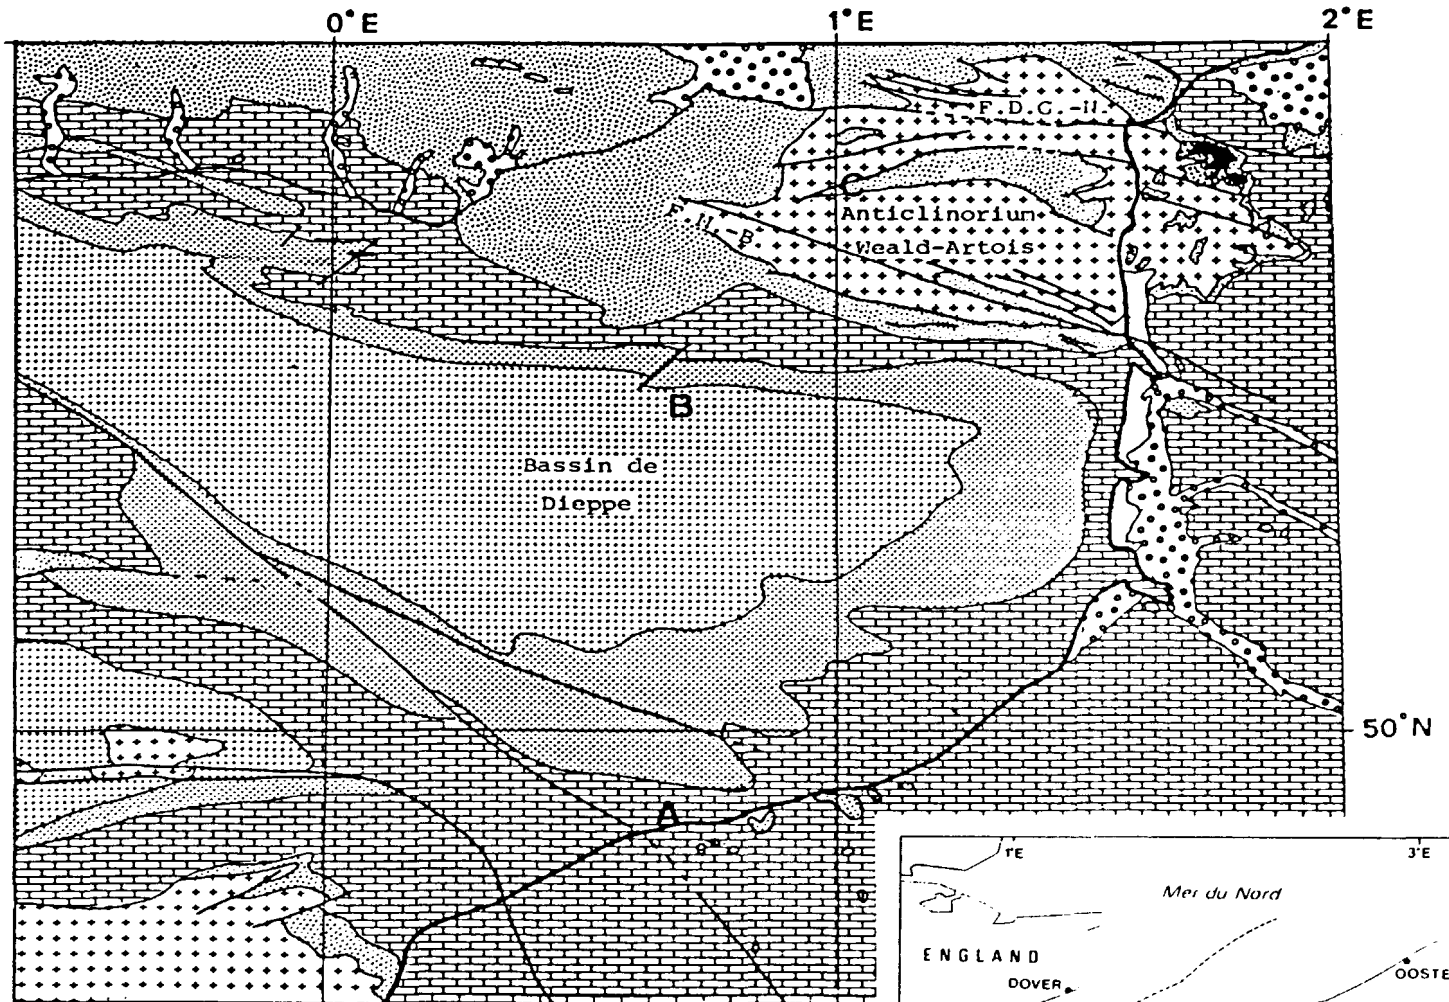 0°E
1°E
2°E
F.D.C.-H.
C
Anticlinorium
F.H.-B
Weald-Artois
B
Bassin de
Dieppe
50°N
A
1°E
3°E
Mer du Nord
ENGLAND
DOVER
OOSTE